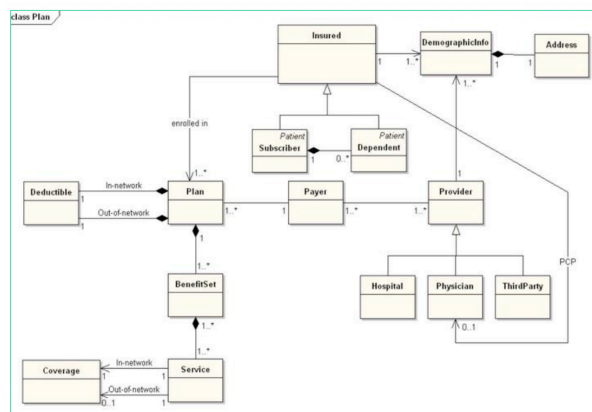 class Plan
Insured
DemographicInfo
Address
1
1..*
1
1
enrolled in
1..*
Patient
Subscriber
Patient
Dependent
1
0..*
1..*
1
Deductible
In-network
1
Out-of-network
1
Plan
Payer
Provider
1..*
1
1..*
1..*
1
1..*
PCP
BenefitSet
Hospital
Physician
ThirdParty
1..*
0..1
1..*
Coverage
In-network
Service
1
1
Out-of-network
0..1
1